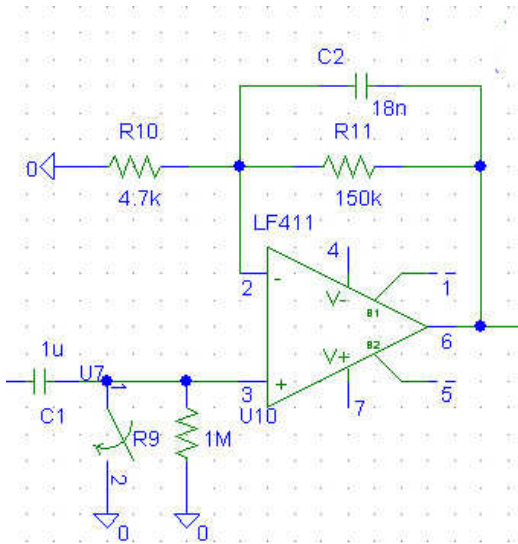 C2
18n
R10
R11
0
4.7k
150k
LF411
4
2
-
V-
B1
1
6
1u
U7
1
V+
B2
3
+
5
C1
R9
1M
U10
7
2
0
0